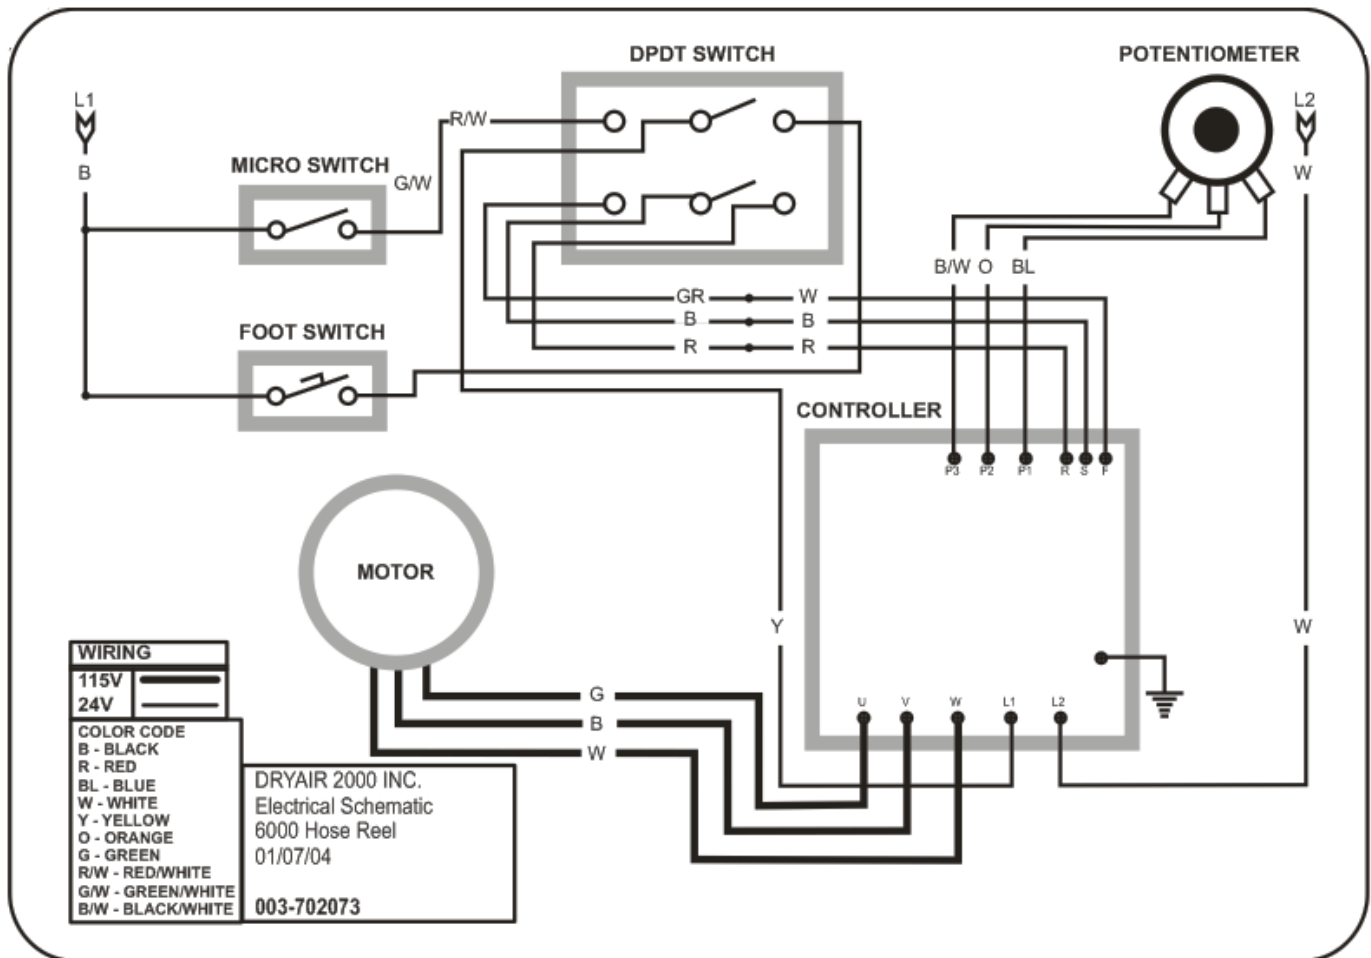 DPDT SWITCH
POTENTIOMETER
L1
L2
R/W
B
MICRO SWITCH
G/W
W
B/W O BL
GR W
B B
R R
FOOT SWITCH
CONTROLLER
P3 P2 P1 R S F
MOTOR
Y
W
G
B
W
U V W L1 L2
WIRING
115V
24V
COLOR CODE
B - BLACK
R - RED
BL - BLUE
W - WHITE
Y - YELLOW
O - ORANGE
G - GREEN
R/W - RED/WHITE
G/W - GREEN/WHITE
B/W - BLACK/WHITE
DRYAIR 2000 INC.
Electrical Schematic
6000 Hose Reel
01/07/04
003-702073